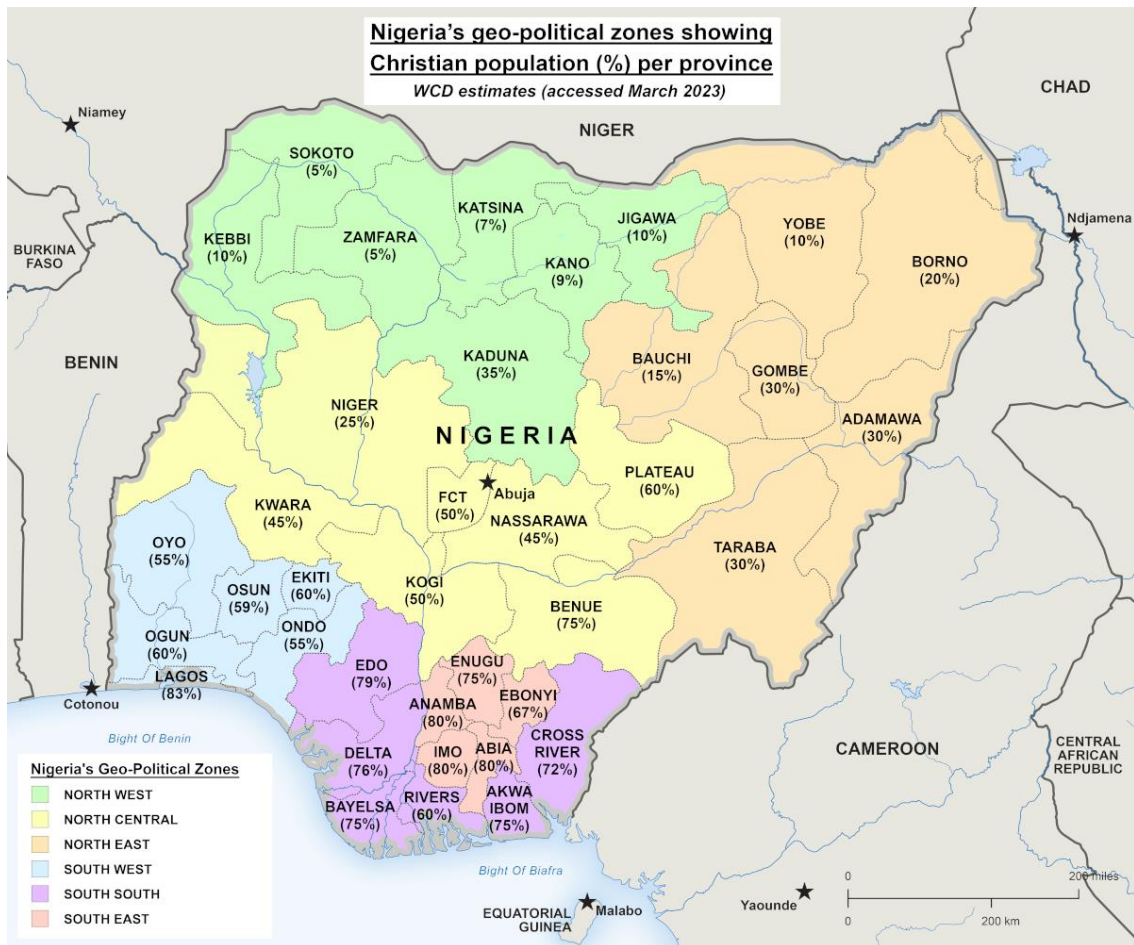 Nigeria's geo-political zones showing
Christian population (%) per province
WCD estimates (accessed March 2023)
CHAD
Niamey
NIGER
SOKOTO
(5%)
KATSINA
(7%)
JIGAWA
(10%)
YOBE
(10%)
Ndjamena
BURKINA
FASO
KEBBI
(10%)
ZAMFARA
(5%)
KANO
(9%)
BORNO
(20%)
BENIN
KADUNA
(35%)
BAUCHI
(15%)
GOMBE
(30%)
NIGER
(25%)
ADAMAWA
(30%)
NIGERIA
PLATEAU
(60%)
FCT
(50%)
Abuja
KWARA
(45%)
NASSARAWA
(45%)
OYO
(55%)
TARABA
(30%)
OSUN
(59%)
EKITI
(60%)
KOGI
(50%)
BENUE
(75%)
OGUN
(60%)
ONDO
(55%)
LAGOS
(83%)
EDO
(79%)
ENUGU
(75%)
Cotonou
ANAMBA
(80%)
EBONYI
(67%)
Bight Of Benin
DELTA
(76%)
IMO
(80%)
ABIA
(80%)
CROSS
RIVER
(72%)
CAMEROON
CENTRAL
AFRICAN
REPUBLIC
BAYELSA
(75%)
RIVERS
(60%)
AKWA
IBOM
(75%)
Nigeria's Geo-Political Zones
NORTH WEST
NORTH CENTRAL
NORTH EAST
SOUTH WEST
SOUTH SOUTH
SOUTH EAST
Bight Of Biafra
EQUATORIAL
GUINEA
Malabo
Yaounde
0
200 miles
0
200 km